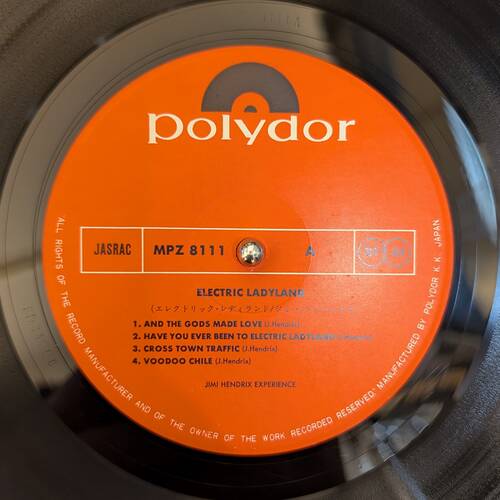 polydor
JASRAC
MPZ 8111
A
33
ELECTRIC LADYLAND
(エレクトリック・レディランド
1. AND THE GODS MADE LOVE (J.Hendrix)
2. HAVE YOU EVER BEEN TO ELECTRIC LADYLAND (J.Hendrix)
3. CROSS TOWN TRAFFIC (J.Hendrix)
4. VOODOO CHILE (J.Hendrix)
JIMI HENDRIX EXPERIENCE
ALL RIGHTS OF THE RECORD MANUFACTURER AND OF THE OWNER OF THE WORK RECORDED RESERVED. MANUFACTURED BY POLYDOR K.K. JAPAN